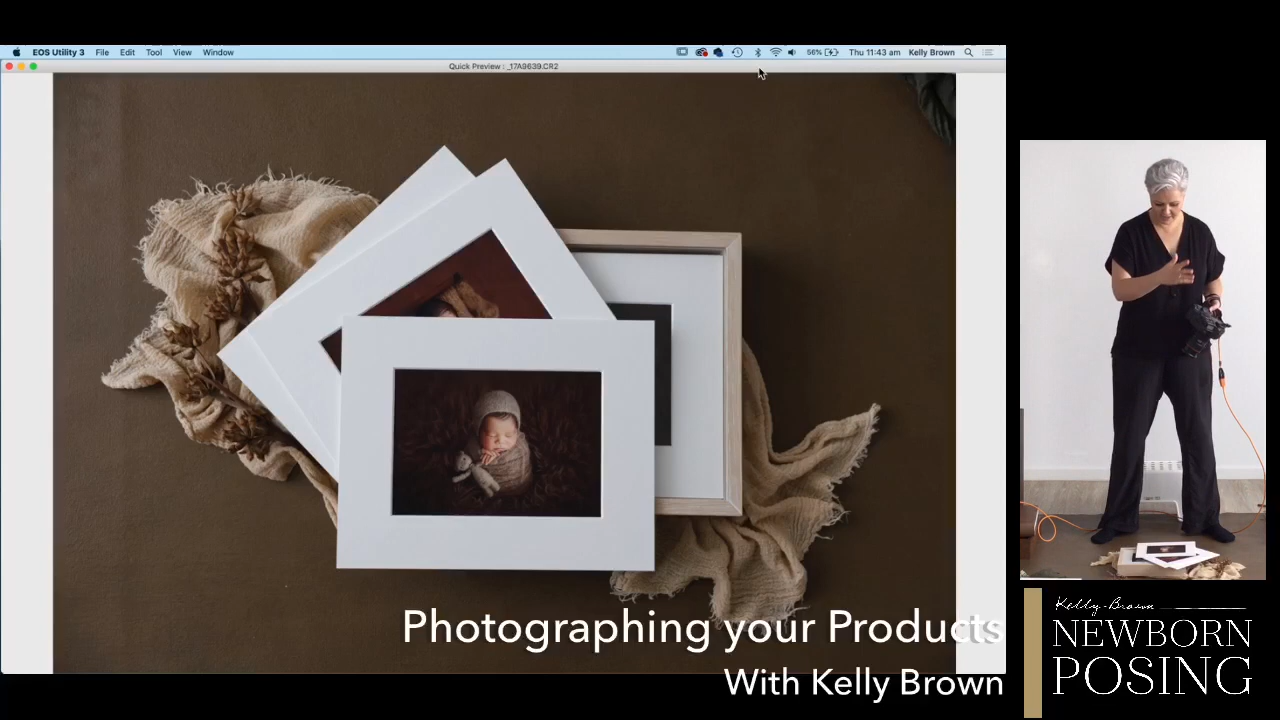 EOS Utility 3 File Edit Tool View Window 56% Thu 11:43 am Kelly Brown
Quick Preview : _17A9639.CR2
Photographing your Products
With Kelly Brown
Kelly Brown
NEWBORN
POSING